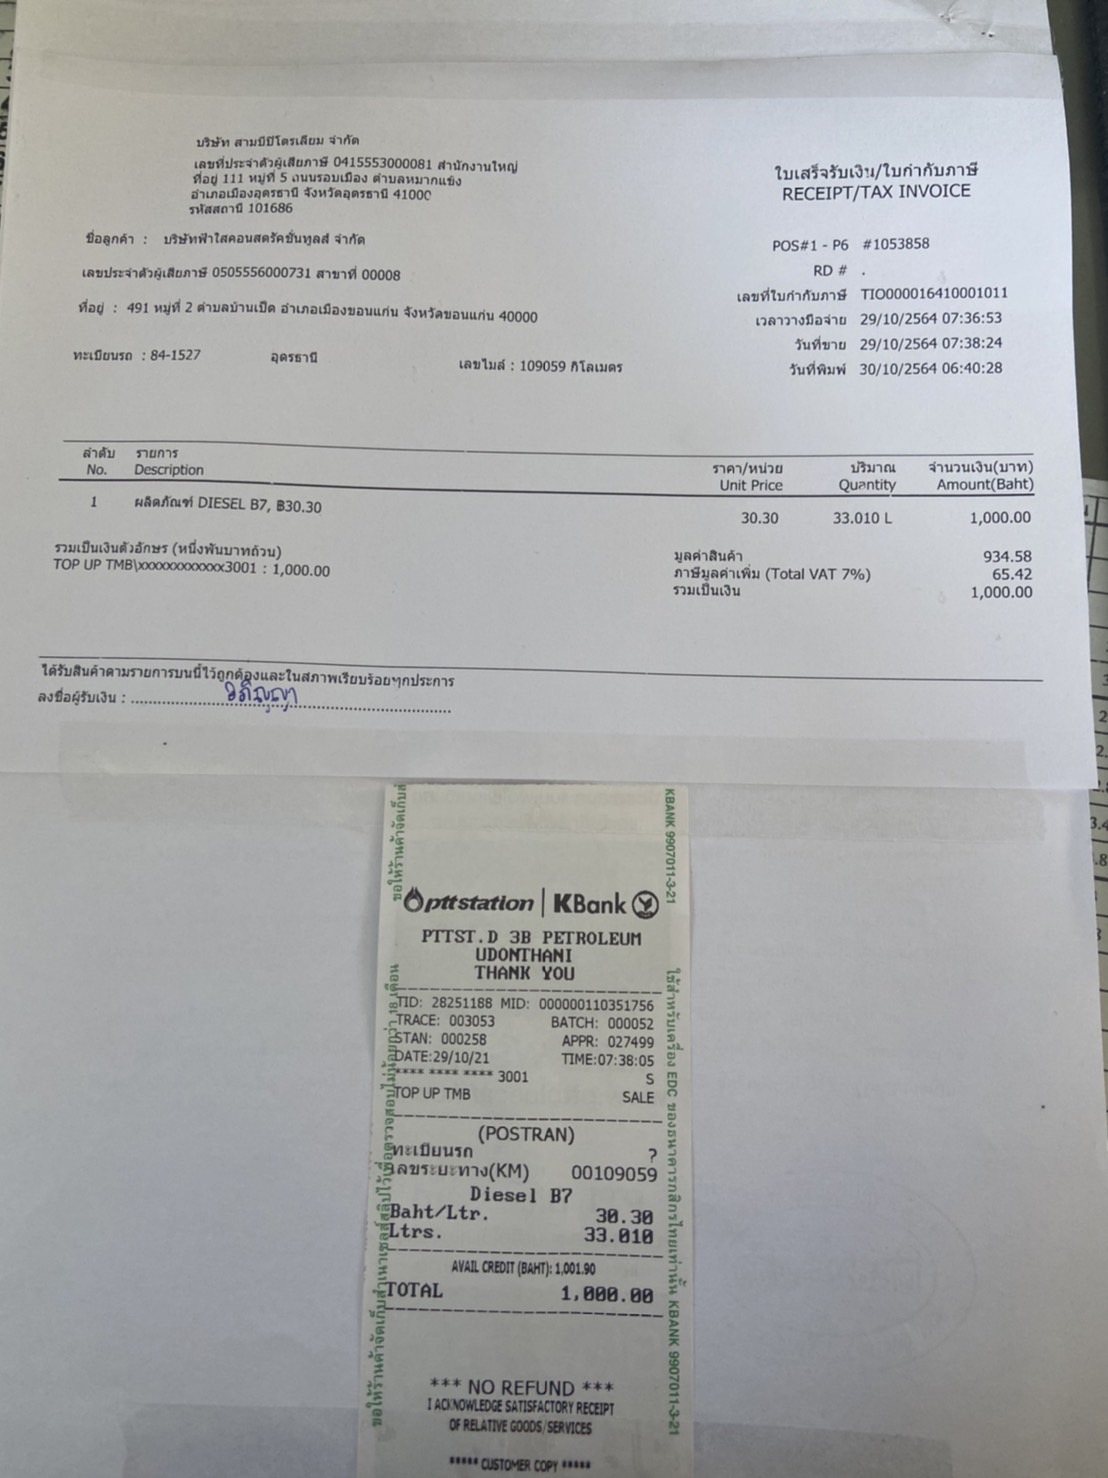 บริษัท สามบีปิโตรเลียม จำกัด
เลขที่ประจำตัวผู้เสียภาษี 0415553000081 สำนักงานใหญ่
ที่อยู่ 111 หมู่ที่ 5 ถนนรอบเมือง ตำบลหมากแข้ง
อำเภอเมืองอุดรธานี จังหวัดอุดรธานี 41000
รหัสสถานี 101686
ใบเสร็จรับเงิน/ใบกำกับภาษี
RECEIPT/TAX INVOICE
ชื่อลูกค้า : บริษัทฟ้าใสคอนสตรัคชั่นทูลส์ จำกัด
เลขประจำตัวผู้เสียภาษี 0505556000731 สาขาที่ 00008
ที่อยู่ : 491 หมู่ที่ 2 ตำบลบ้านเป็ด อำเภอเมืองขอนแก่น จังหวัดขอนแก่น 40000
ทะเบียนรถ : 84-1527 อุดรธานี เลขไมล์ : 109059 กิโลเมตร
POS#1 - P6 #1053858
RD # .
เลขที่ใบกำกับภาษี TIO000016410001011
เวลาวางมือจ่าย 29/10/2564 07:36:53
วันที่ขาย 29/10/2564 07:38:24
วันที่พิมพ์ 30/10/2564 06:40:28
ลำดับ รายการ ราคา/หน่วย ปริมาณ จำนวนเงิน(บาท)
No. Description Unit Price Quantity Amount(Baht)
1 ผลิตภัณฑ์ DIESEL B7, ฿30.30 30.30 33.010 L 1,000.00
รวมเป็นเงินตัวอักษร (หนึ่งพันบาทถ้วน)
TOP UP TMB\xxxxxxxxxxxx3001 : 1,000.00
มูลค่าสินค้า 934.58
ภาษีมูลค่าเพิ่ม (Total VAT 7%) 65.42
รวมเป็นเงิน 1,000.00
ได้รับสินค้าตามรายการบนนี้ไว้ถูกต้องและในสภาพเรียบร้อยทุกประการ
ลงชื่อผู้รับเงิน : อภิญญา
pttstation | KBank
PTTST.D 3B PETROLEUM
UDONTHANI
THANK YOU
TID: 28251188 MID: 000000110351756
TRACE: 003053 BATCH: 000052
STAN: 000258 APPR: 027499
DATE:29/10/21 TIME:07:38:05
**** **** **** 3001 S
TOP UP TMB SALE
(POSTRAN)
ทะเบียนรถ ?
เลขระยะทาง(KM) 00109059
Diesel B7
Baht/Ltr. 30.30
Ltrs. 33.010
AVAIL CREDIT (BAHT): 1,001.90
TOTAL 1,000.00
*** NO REFUND ***
I ACKNOWLEDGE SATISFACTORY RECEIPT
OF RELATIVE GOODS/SERVICES
***** CUSTOMER COPY *****
KBANK 9907011-3-21
ใช้สำหรับเครื่อง EDC ของธนาคารกสิกรไทยเท่านั้น KBANK 9907011-3-21
ขอให้ร้านค้าจัดเก็บสำเนาเซลส์สลิปไว้เพื่อตรวจสอบไม่น้อยกว่า 18 เดือน